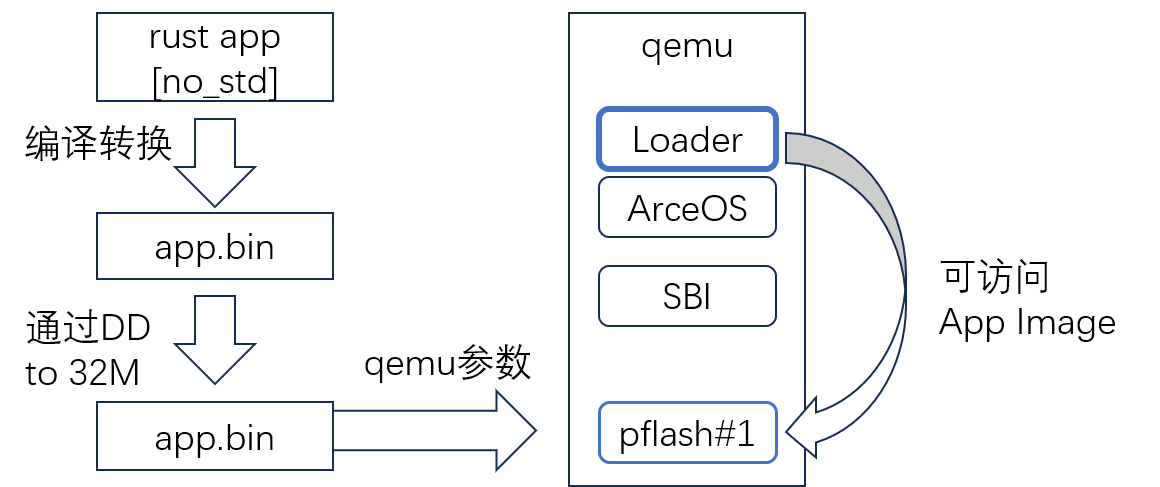 rust app
[no_std]
编译转换
app.bin
通过DD
to 32M
app.bin
qemu参数
qemu
Loader
ArceOS
SBI
pflash#1
可访问
App Image